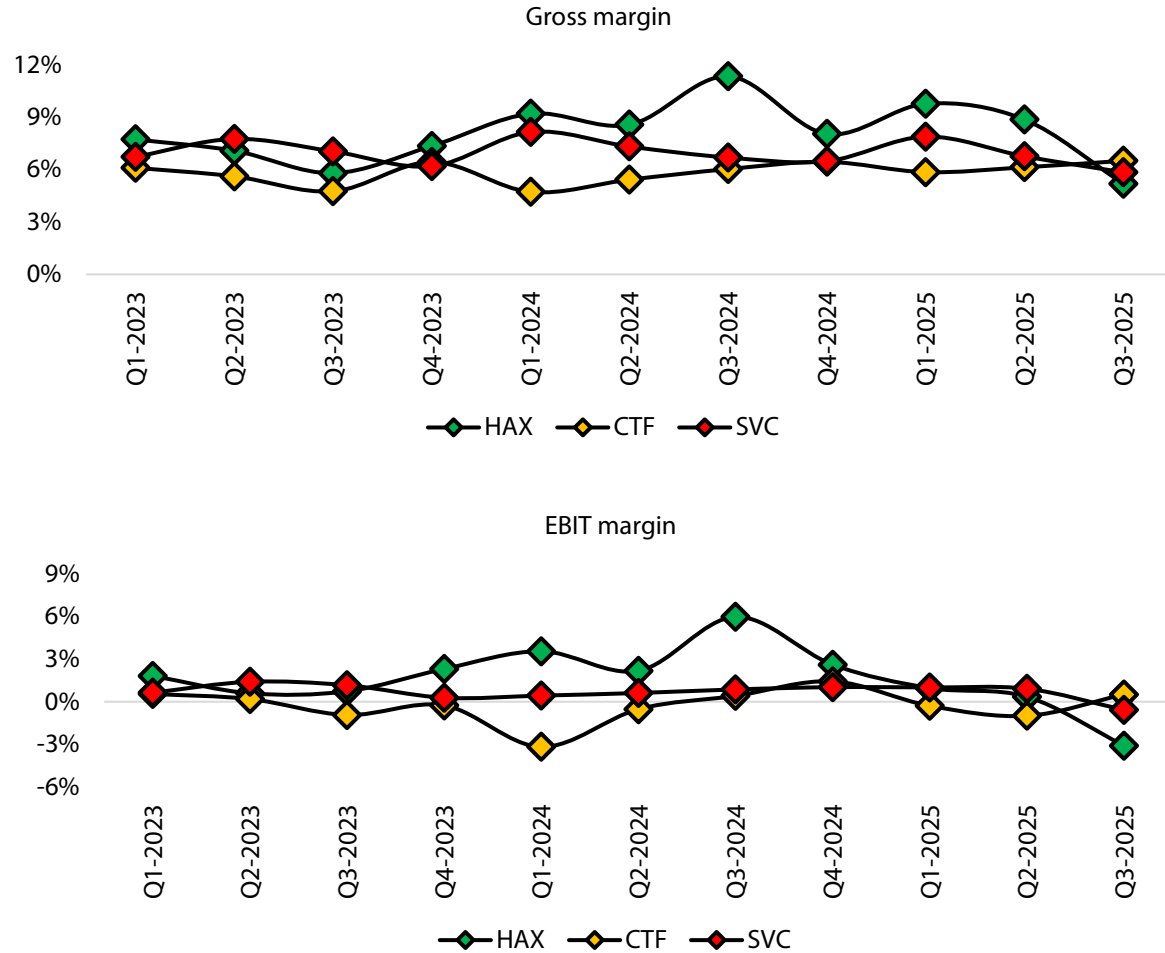 Gross margin
12%
9%
6%
3%
0%
Q1-2023
Q2-2023
Q3-2023
Q4-2023
Q1-2024
Q2-2024
Q3-2024
Q4-2024
Q1-2025
Q2-2025
Q3-2025
HAX CTF SVC
EBIT margin
9%
6%
3%
0%
-3%
-6%
Q1-2023
Q2-2023
Q3-2023
Q4-2023
Q1-2024
Q2-2024
Q3-2024
Q4-2024
Q1-2025
Q2-2025
Q3-2025
HAX CTF SVC